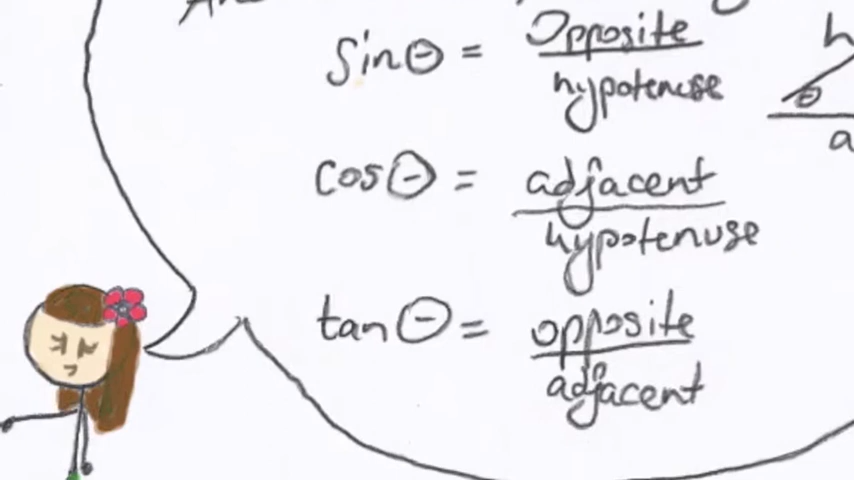 Sinθ = Opposite
hypotenuse
h
θ
a
cosθ = adjacent
hypotenuse
tanθ = opposite
adjacent